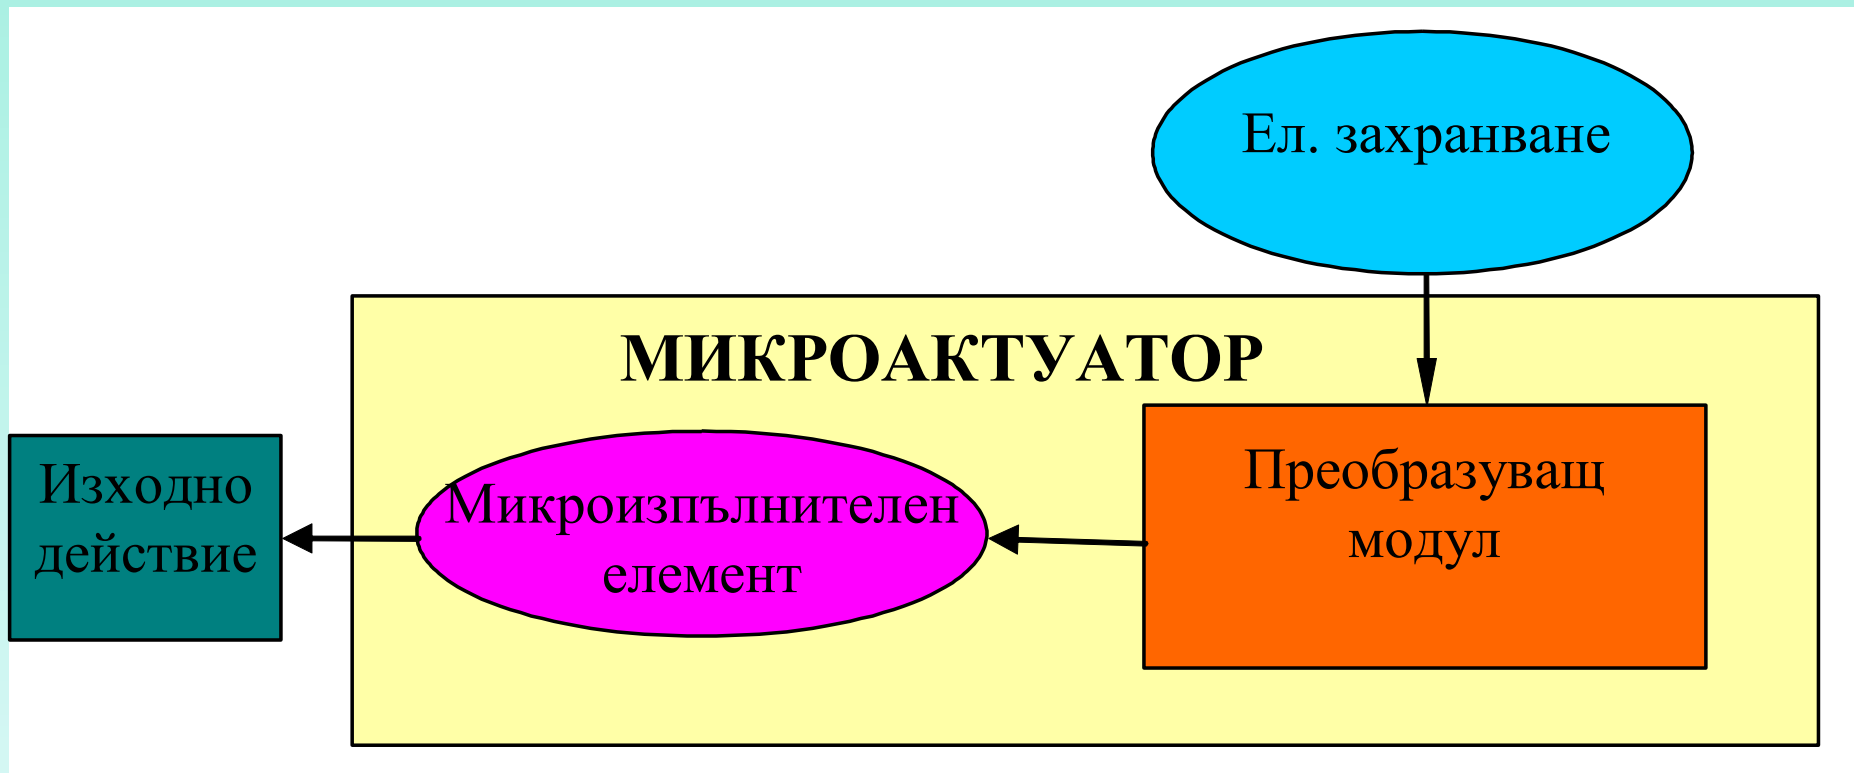 Ел. захранване
МИКРОАКТУАТОР
Изходно
действие
Микроизпълнителен
елемент
Преобразуващ
модул